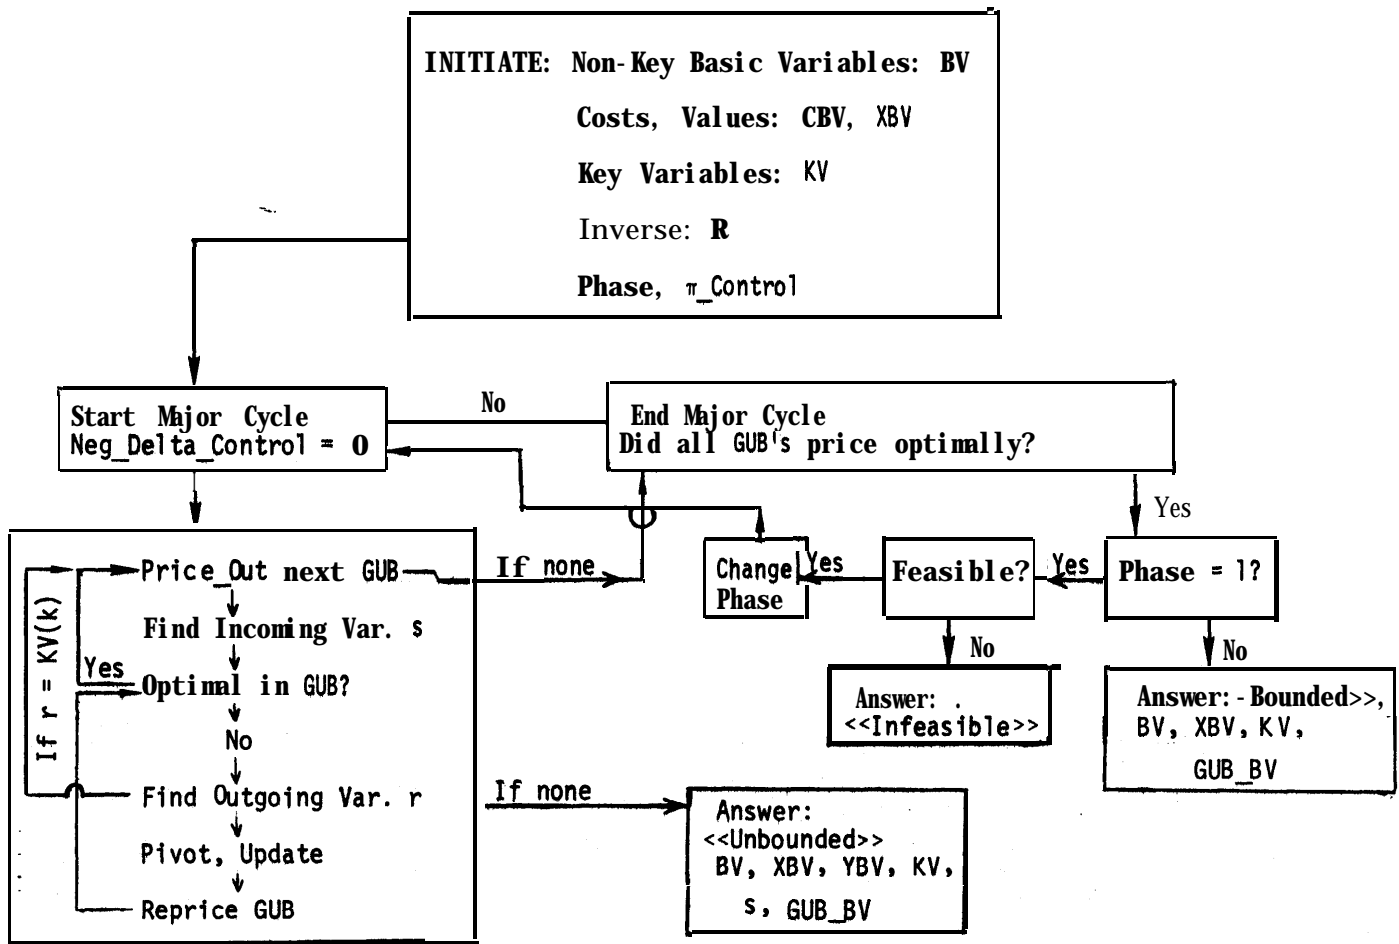 INITIATE: Non-Key Basic Variables: BV
Costs, Values: CBV, XBV
Key Variables: KV
Inverse: R
Phase, π_Control
Start Major Cycle
Neg_Delta_Control = 0
No
End Major Cycle
Did all GUB's price optimally?
Yes
Price_Out next GUB
If none
Change
Phase
Yes
Feasible?
Yes
Phase = 1?
Find Incoming Var. s
If r = KV(k)
Yes
Optimal in GUB?
No
No
No
Answer: .
<<Infeasible>>
Answer:-Bounded>>,
BV, XBV, KV,
GUB_BV
Find Outgoing Var. r
If none
Answer:
<<Unbounded>>
BV, XBV, YBV, KV,
s, GUB_BV
Pivot, Update
Reprice GUB